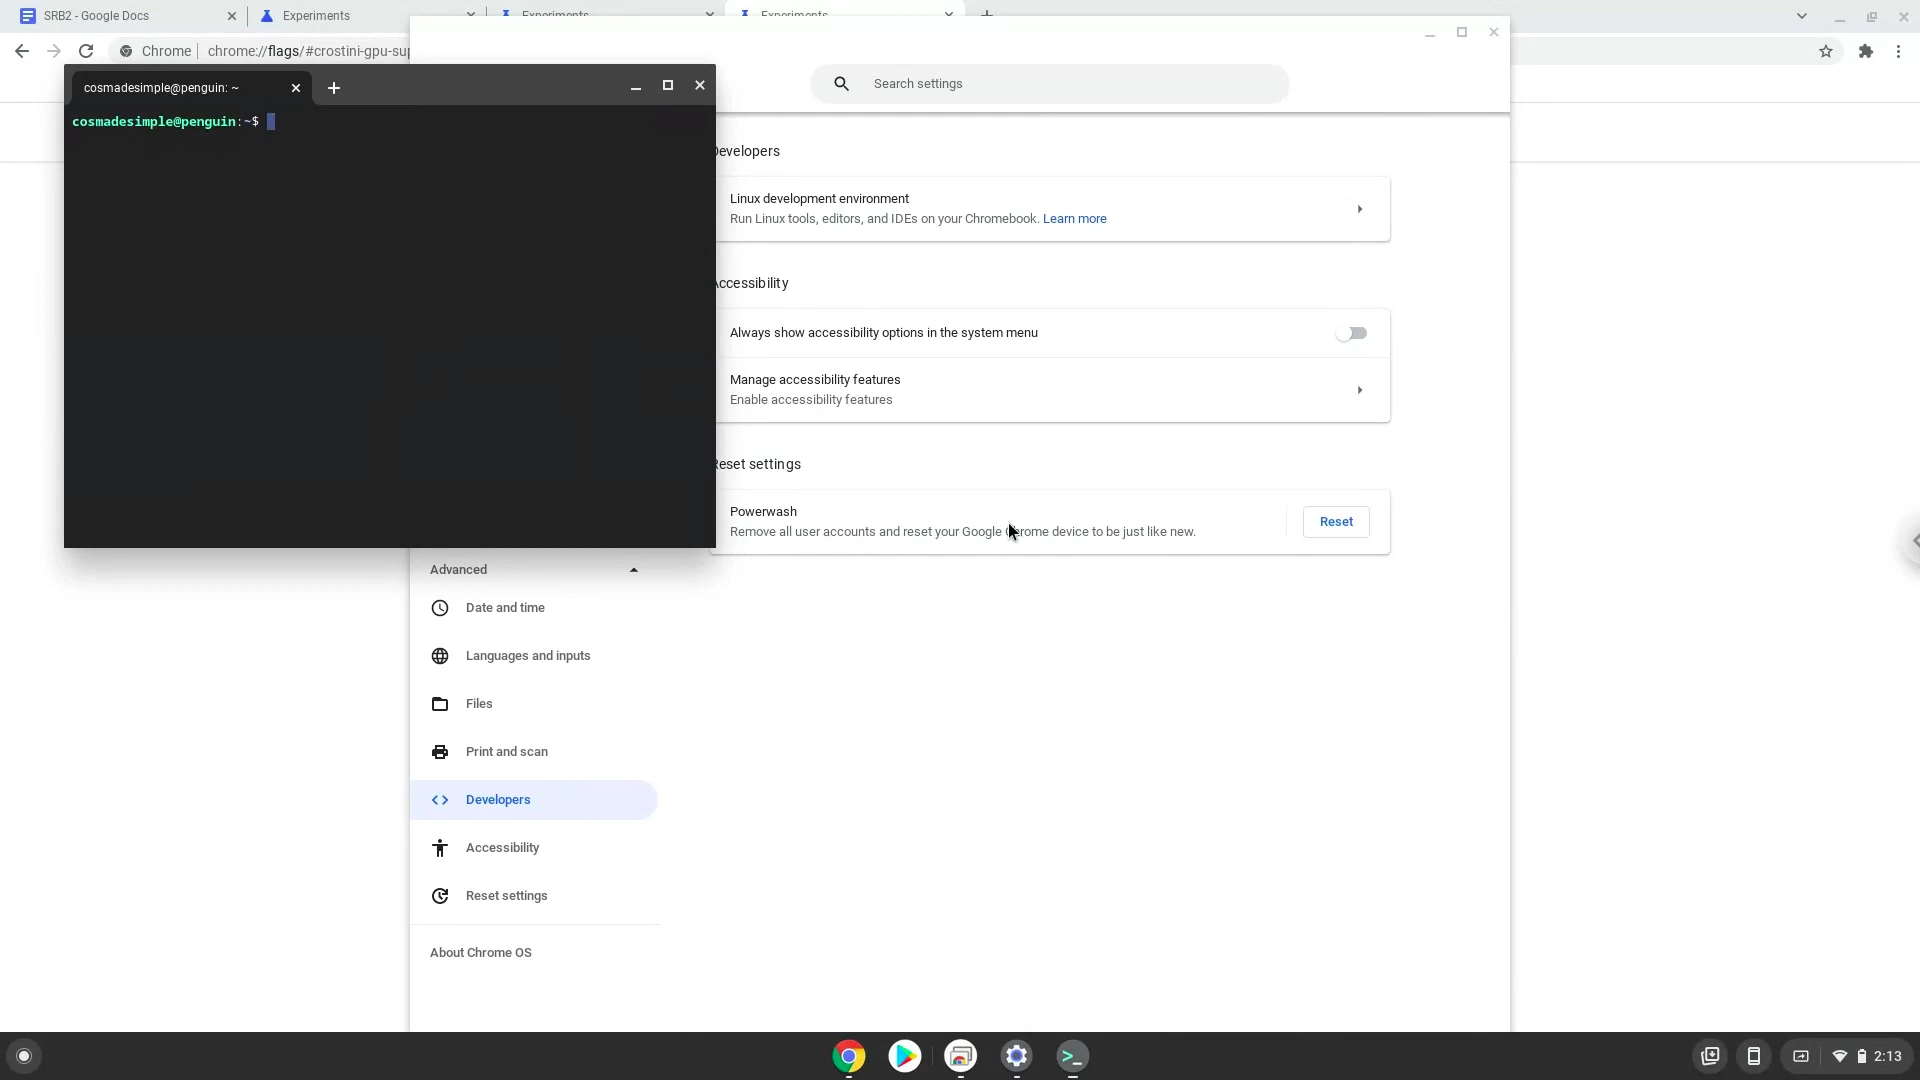 SRB2 - Google Docs
Experiments
Experiments
Experiments
Chrome
chrome://flags/#crostini-gpu-sup
cosmadesimple@penguin: ~
cosmadesimple@penguin:~$
Search settings
Developers
Linux development environment
Run Linux tools, editors, and IDEs on your Chromebook. Learn more
Accessibility
Always show accessibility options in the system menu
Manage accessibility features
Enable accessibility features
Reset settings
Powerwash
Remove all user accounts and reset your Google Chrome device to be just like new.
Reset
Advanced
Date and time
Languages and inputs
Files
Print and scan
Developers
Accessibility
Reset settings
About Chrome OS
2:13